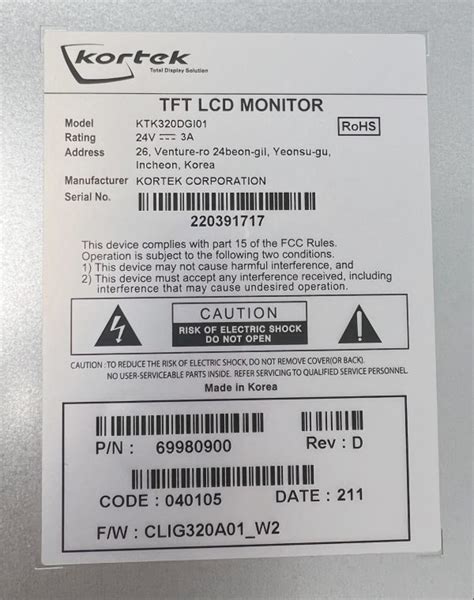 kortek
Total Display Solution
TFT LCD MONITOR
Model KTK320DGI01
Rating 24V ⎓ 3A
RoHS
Address 26, Venture-ro 24beon-gil, Yeonsu-gu,
Incheon, Korea
Manufacturer KORTEK CORPORATION
Serial No.
220391717
This device complies with part 15 of the FCC Rules.
Operation is subject to the following two conditions.
1) This device may not cause harmful interference, and
2) This device must accept any interference received, including
interference that may cause undesired operation.
CAUTION
RISK OF ELECTRIC SHOCK
DO NOT OPEN
CAUTION :TO REDUCE THE RISK OF ELECTRIC SHOCK, DO NOT REMOVE COVER(OR BACK).
NO USER-SERVICEABLE PARTS INSIDE. REFER SERVICING TO QUALIFIED SERVICE PERSONNEL.
Made in Korea
P/N : 69980900 Rev : D
CODE : 040105 DATE : 211
F/W : CLIG320A01_W2